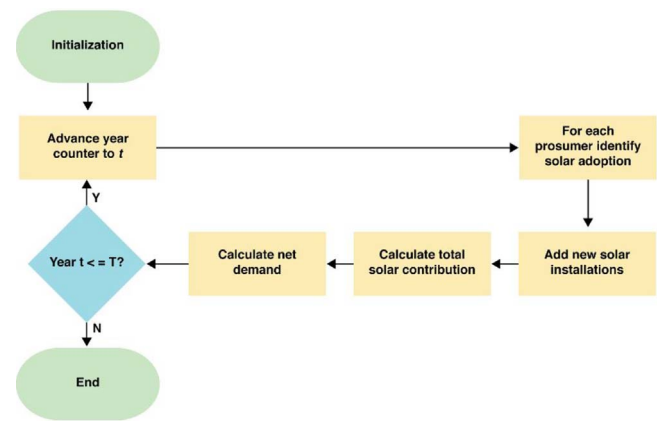 Initialization
Advance year
counter to t
For each
prosumer identify
solar adoption
Y
Year t < = T?
Calculate net
demand
Calculate total
solar contribution
Add new solar
installations
N
End